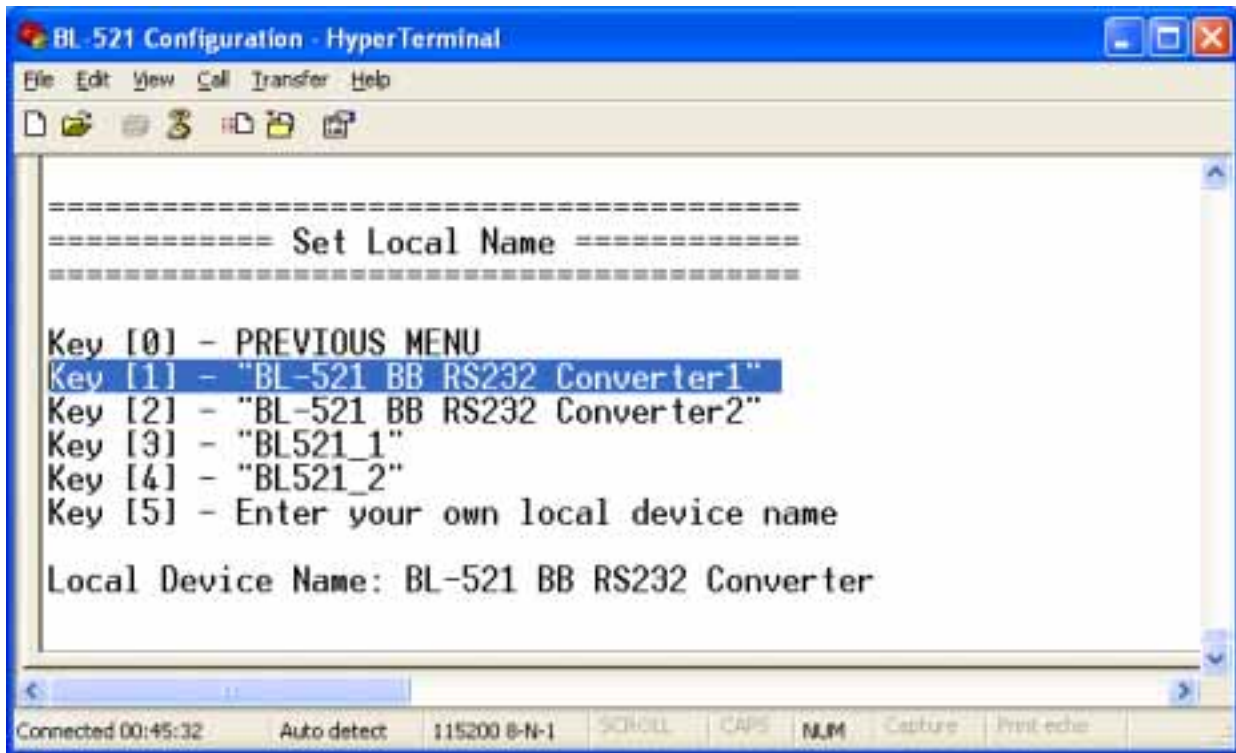 BL-521 Configuration - HyperTerminal
File Edit View Call Transfer Help
========================================
============ Set Local Name ============
========================================
Key [0] - PREVIOUS MENU
Key [1] - "BL-521 BB RS232 Converter1"
Key [2] - "BL-521 BB RS232 Converter2"
Key [3] - "BL521_1"
Key [4] - "BL521_2"
Key [5] - Enter your own local device name
Local Device Name: BL-521 BB RS232 Converter
Connected 00:45:32 Auto detect 115200 8-N-1 SCROLL CAPS NUM Capture Print echo